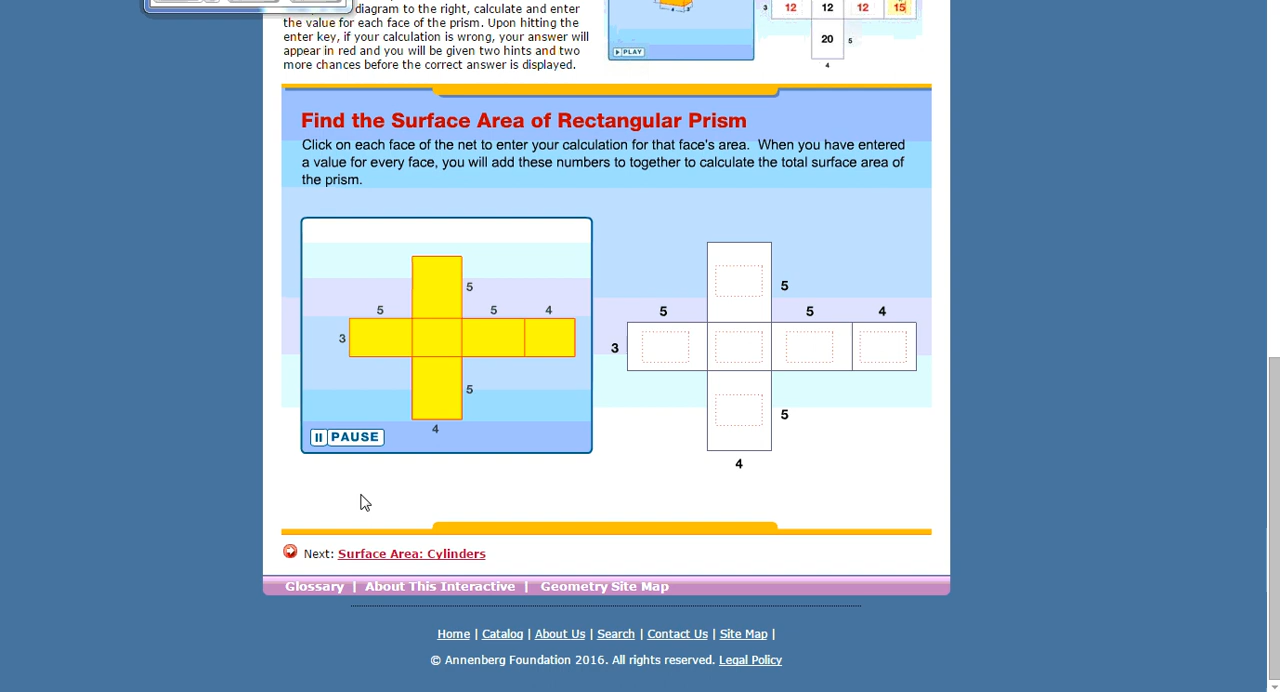 diagram to the right, calculate and enter
the value for each face of the prism. Upon hitting the
enter key, if your calculation is wrong, your answer will
appear in red and you will be given two hints and two
more chances before the correct answer is displayed.
PLAY
3 12 12 12 15
20 5
4
Find the Surface Area of Rectangular Prism
Click on each face of the net to enter your calculation for that face's area. When you have entered
a value for every face, you will add these numbers to together to calculate the total surface area of
the prism.
5
5 5 4
3
5
4
PAUSE
5
5 5 4
3
5
4
Next: Surface Area: Cylinders
Glossary | About This Interactive | Geometry Site Map
Home | Catalog | About Us | Search | Contact Us | Site Map |
© Annenberg Foundation 2016. All rights reserved. Legal Policy